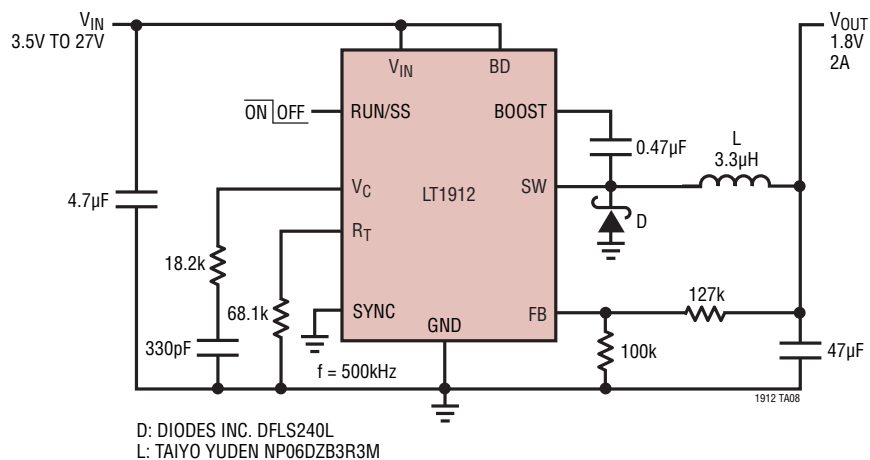 VIN
3.5V TO 27V
VOUT
1.8V
2A
VIN
BD
ON OFF
RUN/SS
BOOST
0.47µF
L
3.3µH
4.7µF
VC
LT1912
SW
D
RT
18.2k
68.1k
127k
SYNC
GND
FB
330pF
f = 500kHz
100k
47µF
1912 TA08
D: DIODES INC. DFLS240L
L: TAIYO YUDEN NP06DZB3R3M